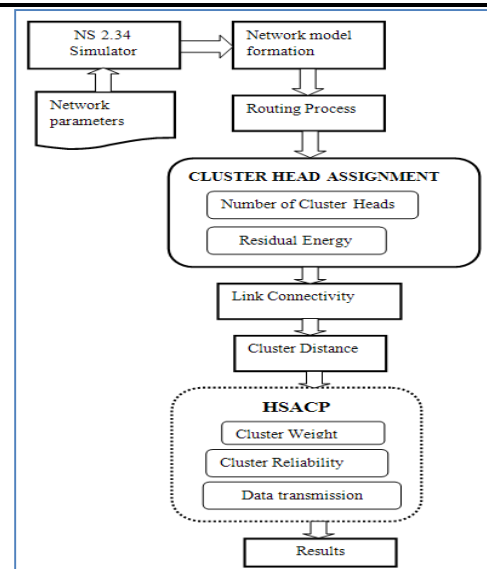 NS 2.34
Simulator
Network model
formation
Network
parameters
Routing Process
CLUSTER HEAD ASSIGNMENT
Number of Cluster Heads
Residual Energy
Link Connectivity
Cluster Distance
HSACP
Cluster Weight
Cluster Reliability
Data transmission
Results